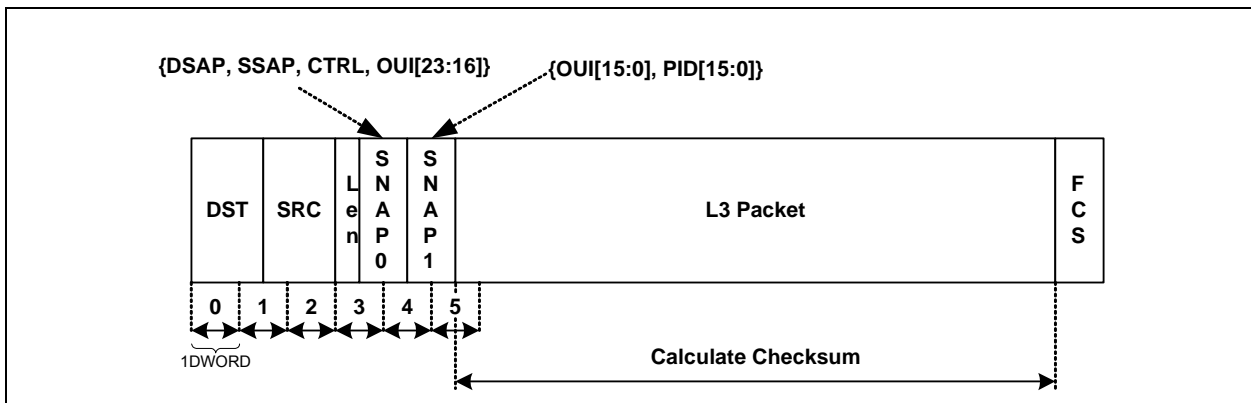 {DSAP, SSAP, CTRL, OUI[23:16]}
{OUI[15:0], PID[15:0]}
DST
SRC
Len
SNAP0
SNAP1
L3 Packet
FCS
0 1 2 3 4 5
1DWORD
Calculate Checksum